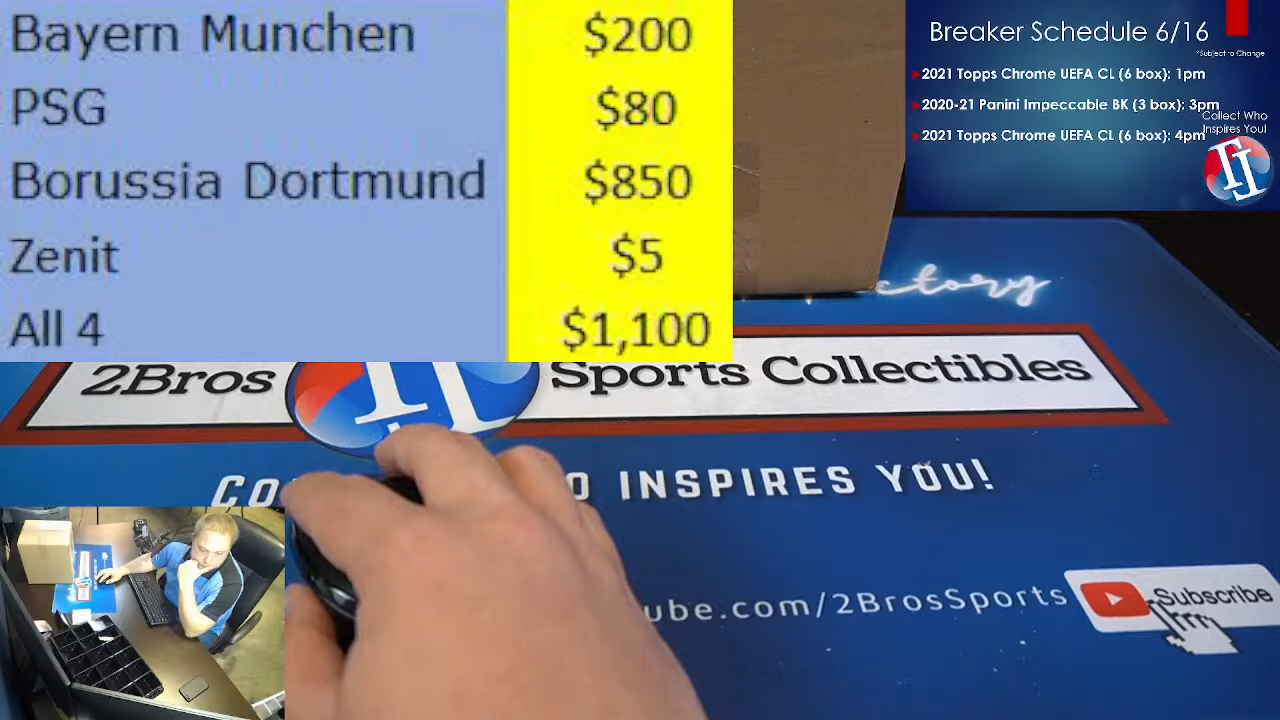 Bayern Munchen $200
PSG $80
Borussia Dortmund $850
Zenit $5
All 4 $1,100
Breaker Schedule 6/16
*Subject to Change
2021 Topps Chrome UEFA CL (6 box): 1pm
2020-21 Panini Impeccable BK (3 box): 3pm
2021 Topps Chrome UEFA CL (6 box): 4pm
Collect Who
Inspires You!
2Bros Sports Collectibles
INSPIRES YOU!
ube.com/2BrosSports
Subscribe